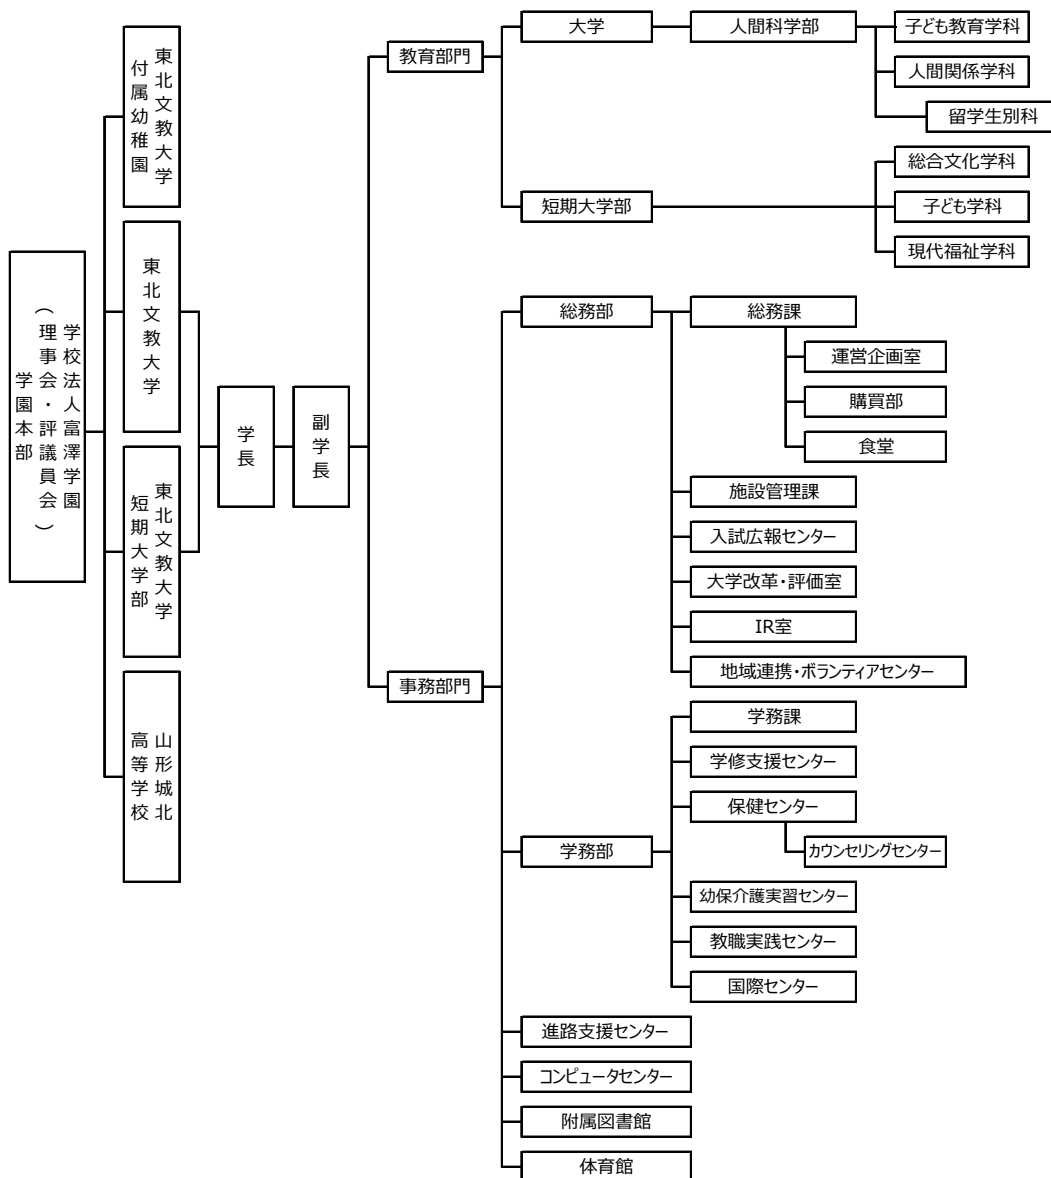 学校法人富澤学園
（理事会・評議員会）
学園本部
東北文教大学
付属幼稚園
東北文教大学
東北文教大学
短期大学部
山形城北
高等学校
学長
副学長
教育部門
大学
人間科学部
子ども教育学科
人間関係学科
留学生別科
短期大学部
総合文化学科
子ども学科
現代福祉学科
事務部門
総務部
総務課
運営企画室
購買部
食堂
施設管理課
入試広報センター
大学改革・評価室
IR室
地域連携・ボランティアセンター
学務部
学務課
学修支援センター
保健センター
カウンセリングセンター
幼保介護実習センター
教職実践センター
国際センター
進路支援センター
コンピュータセンター
附属図書館
体育館